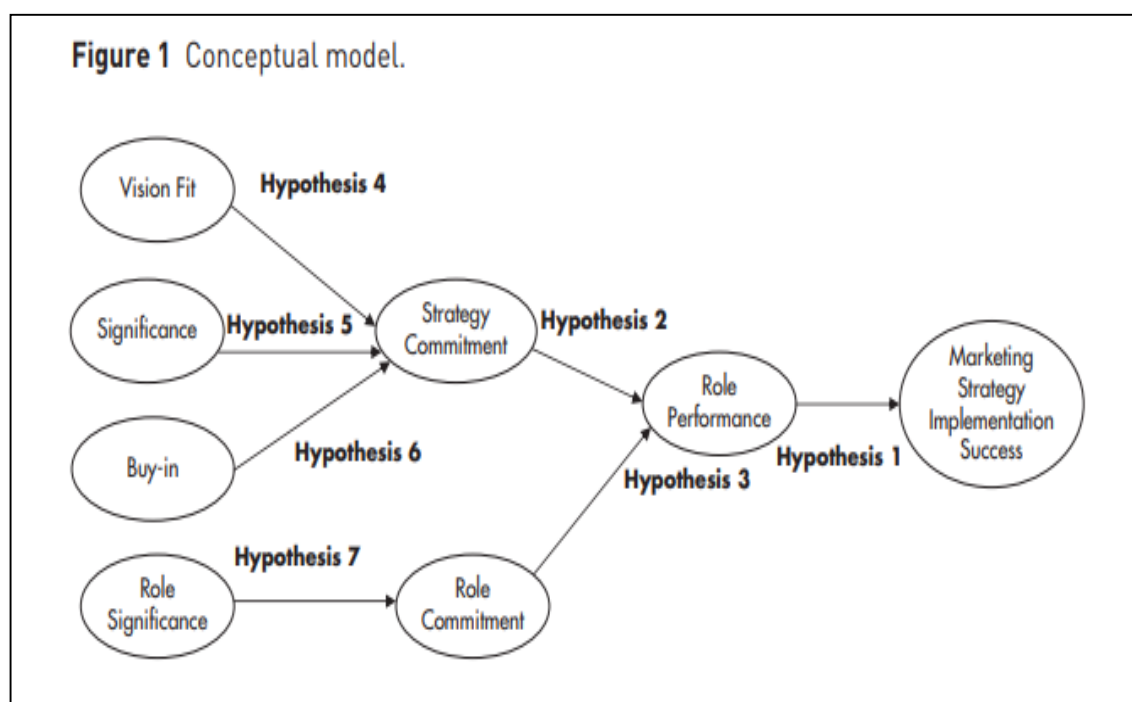 Figure 1 Conceptual model.
Vision Fit
Hypothesis 4
Significance
Hypothesis 5
Strategy
Commitment
Hypothesis 2
Buy-in
Hypothesis 6
Role
Performance
Hypothesis 1
Marketing
Strategy
Implementation
Success
Hypothesis 3
Role
Significance
Hypothesis 7
Role
Commitment